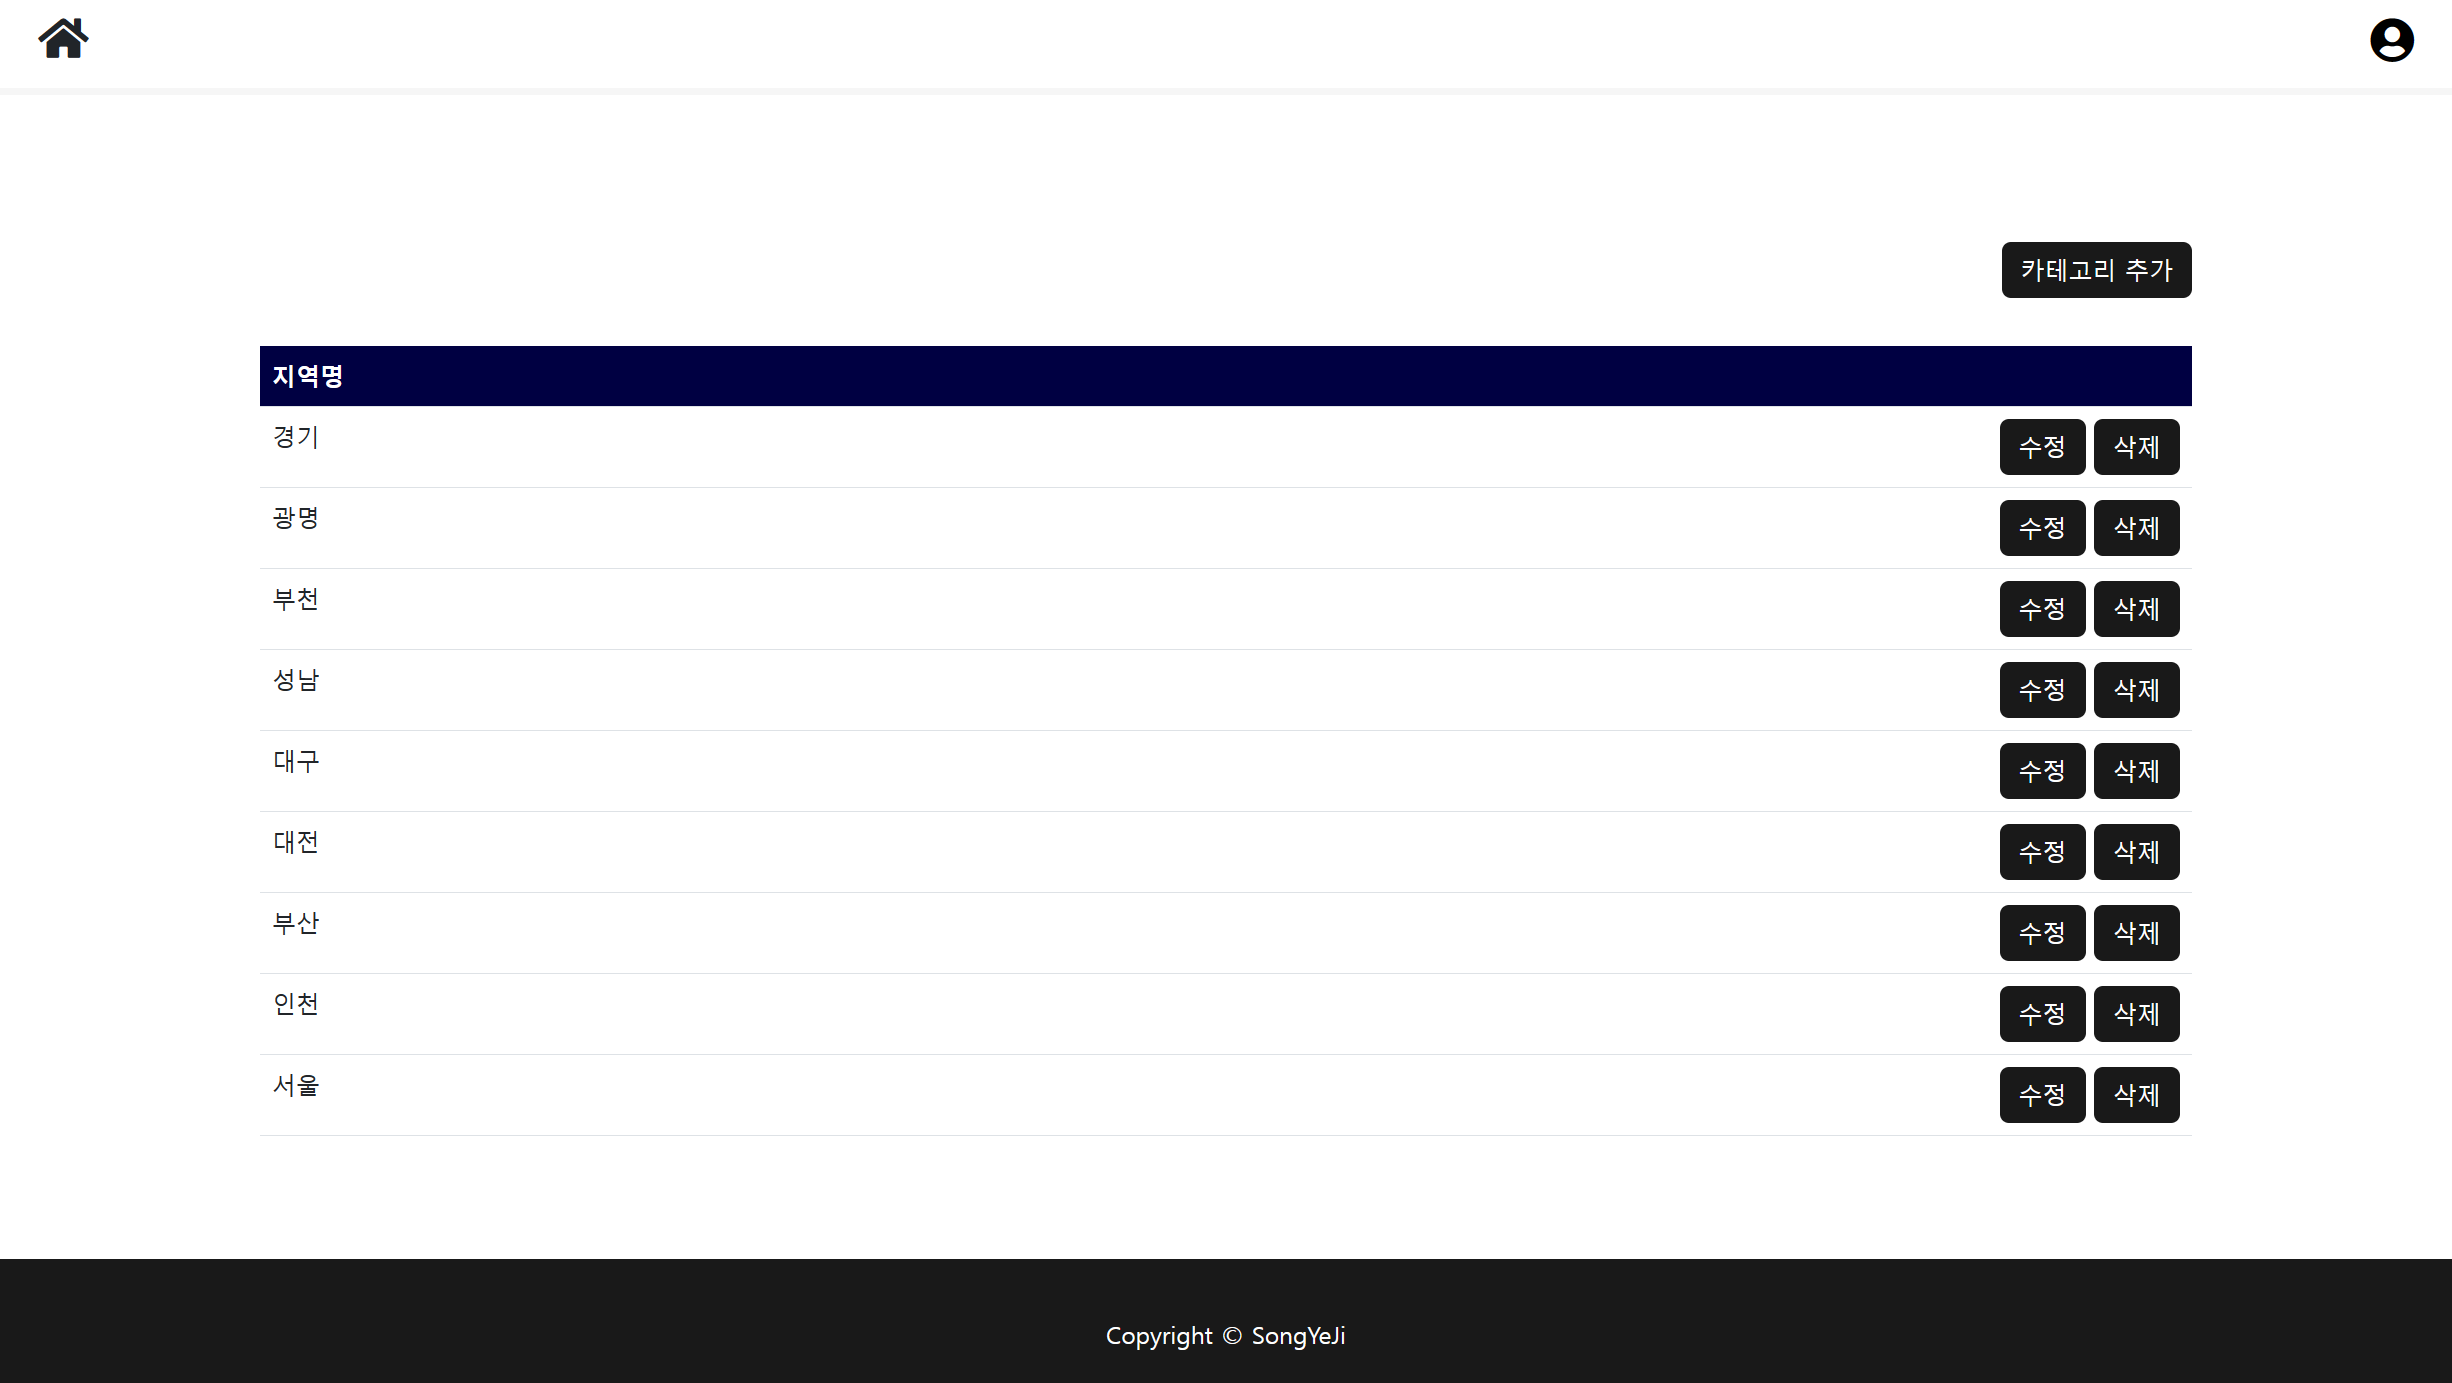 카테고리 추가
지역명
경기 수정 삭제
광명 수정 삭제
부천 수정 삭제
성남 수정 삭제
대구 수정 삭제
대전 수정 삭제
부산 수정 삭제
인천 수정 삭제
서울 수정 삭제
Copyright © SongYeJi